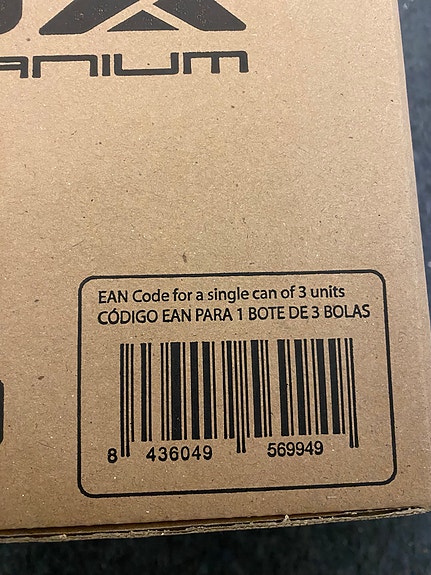 EAN Code for a single can of 3 units
CÓDIGO EAN PARA 1 BOTE DE 3 BOLAS
8 436049 569949